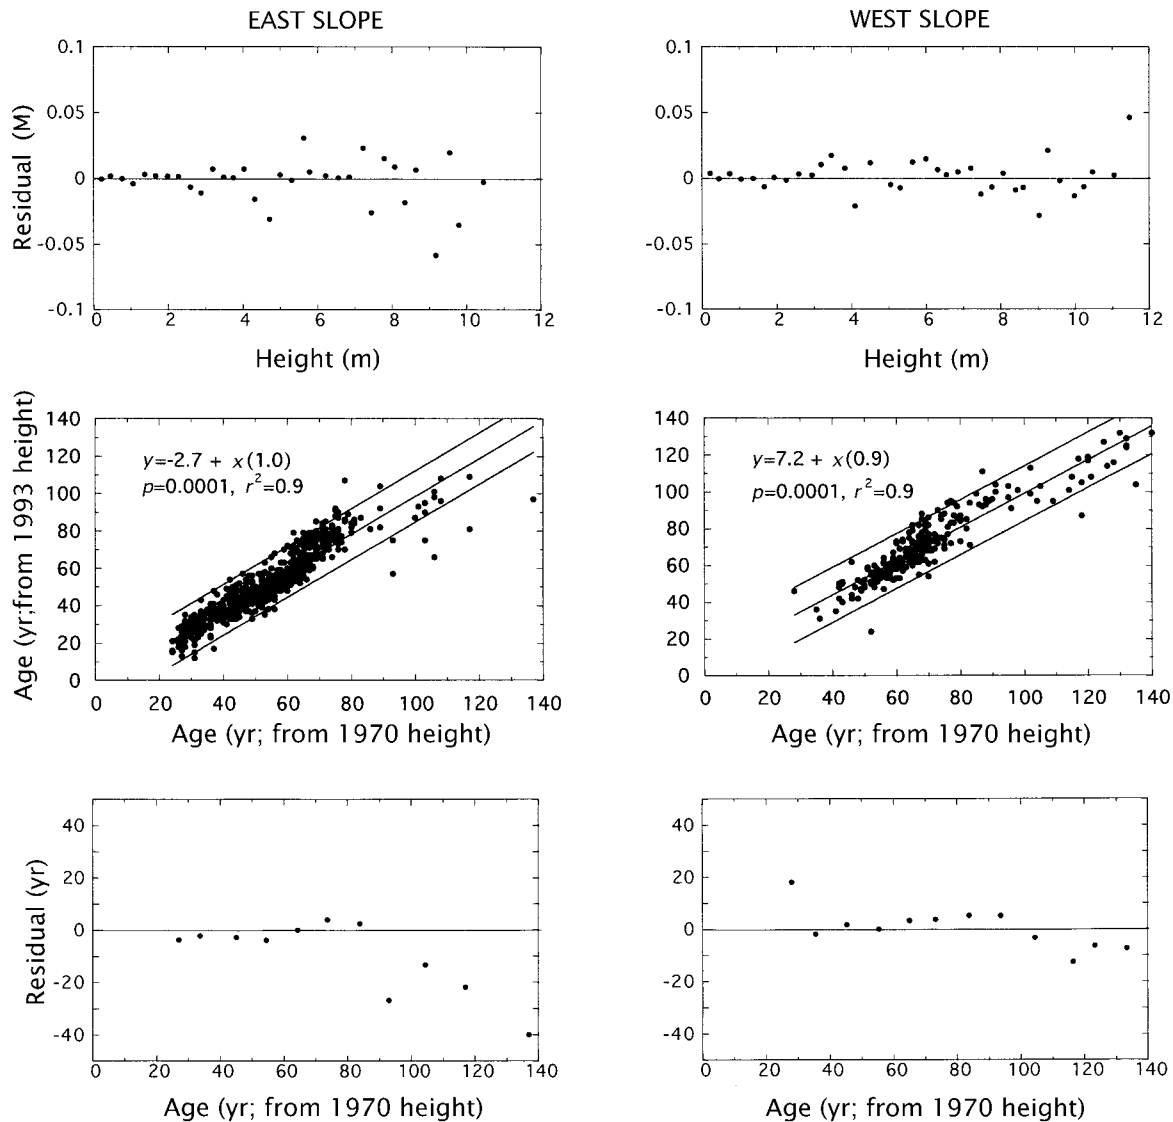 EAST SLOPE
WEST SLOPE
0.1
0.05
0
-0.05
-0.1
Residual (M)
0 2 4 6 8 10 12
Height (m)
0.1
0.05
0
-0.05
-0.1
0 2 4 6 8 10 12
Height (m)
140
120
100
80
60
40
20
0
Age (yr;from 1993 height)
y=-2.7 + x(1.0)
p=0.0001, r²=0.9
0 20 40 60 80 100 120 140
Age (yr; from 1970 height)
140
120
100
80
60
40
20
0
y=7.2 + x(0.9)
p=0.0001, r²=0.9
0 20 40 60 80 100 120 140
Age (yr; from 1970 height)
40
20
0
-20
-40
Residual (yr)
0 20 40 60 80 100 120 140
Age (yr; from 1970 height)
40
20
0
-20
-40
0 20 40 60 80 100 120 140
Age (yr; from 1970 height)